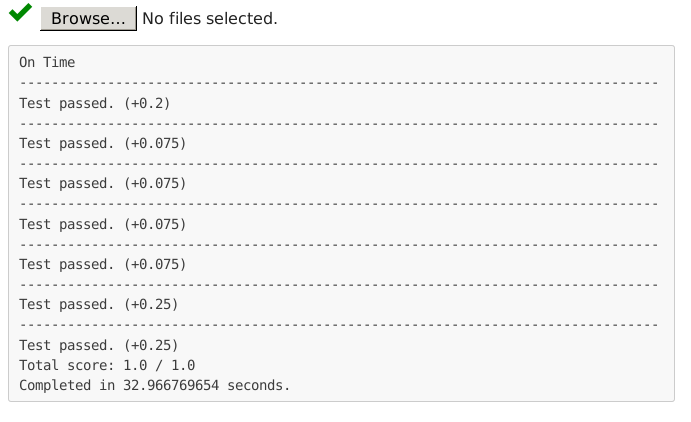 Browse... No files selected.
On Time
--------------------------------------------------------------------------------
Test passed. (+0.2)
--------------------------------------------------------------------------------
Test passed. (+0.075)
--------------------------------------------------------------------------------
Test passed. (+0.075)
--------------------------------------------------------------------------------
Test passed. (+0.075)
--------------------------------------------------------------------------------
Test passed. (+0.075)
--------------------------------------------------------------------------------
Test passed. (+0.25)
--------------------------------------------------------------------------------
Test passed. (+0.25)
Total score: 1.0 / 1.0
Completed in 32.966769654 seconds.